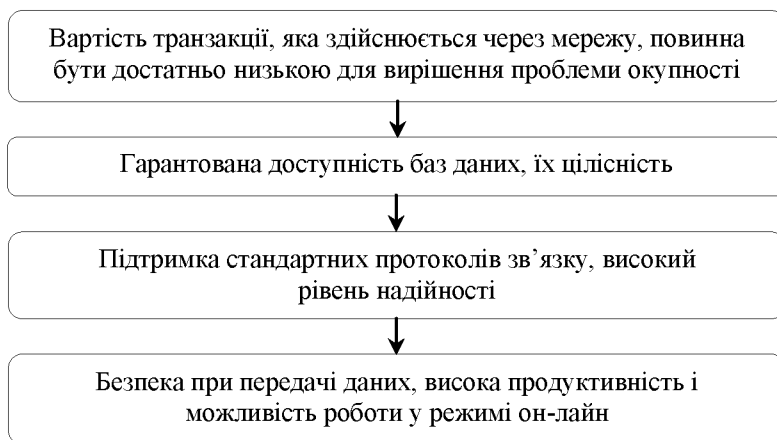 Вартість транзакції, яка здійснюється через мережу, повинна
бути достатньо низькою для вирішення проблеми окупності
Гарантована доступність баз даних, їх цілісність
Підтримка стандартних протоколів зв’язку, високий
рівень надійності
Безпека при передачі даних, висока продуктивність і
можливість роботи у режимі он-лайн